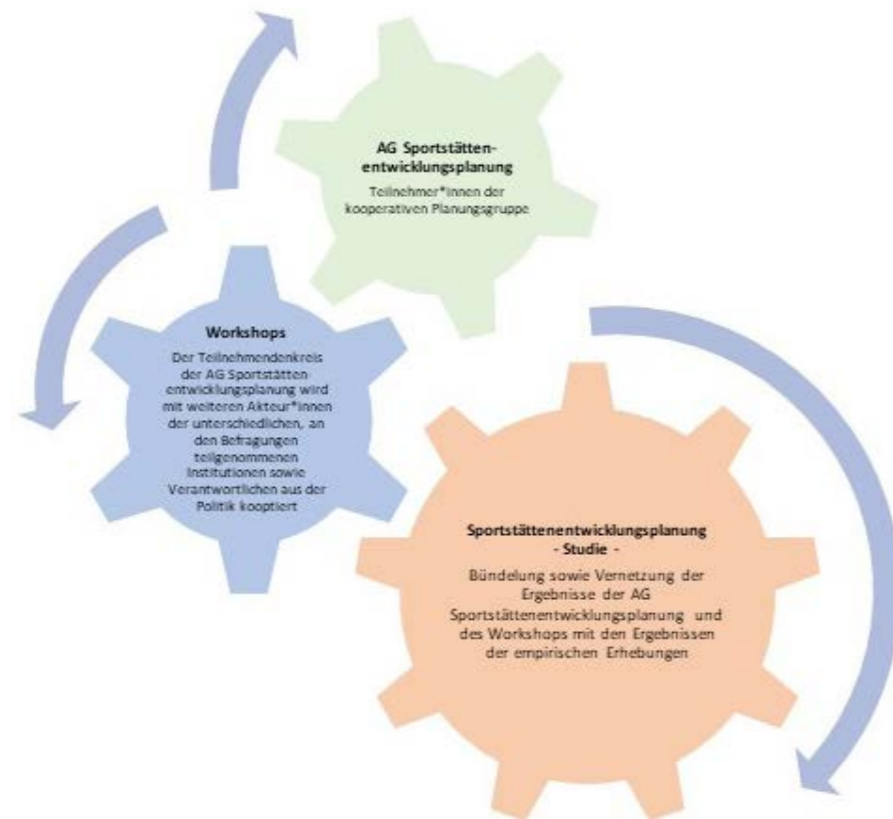 AG Sportstätten-
entwicklungsplanung
Teilnehmer*innen der
kooperativen Planungsgruppe
Workshops
Der Teilnehmendenkreis
der AG Sportstätten-
entwicklungsplanung wird
mit weiteren Akteur*innen
der unterschiedlichen, an
den Befragungen
teilgenommenen
Institutionen sowie
Verantwortlichen aus der
Politik kooptiert
Sportstättenentwicklungsplanung
- Studie -
Bündelung sowie Vernetzung der
Ergebnisse der AG
Sportstättenentwicklungsplanung und
des Workshops mit den Ergebnissen
der empirischen Erhebungen